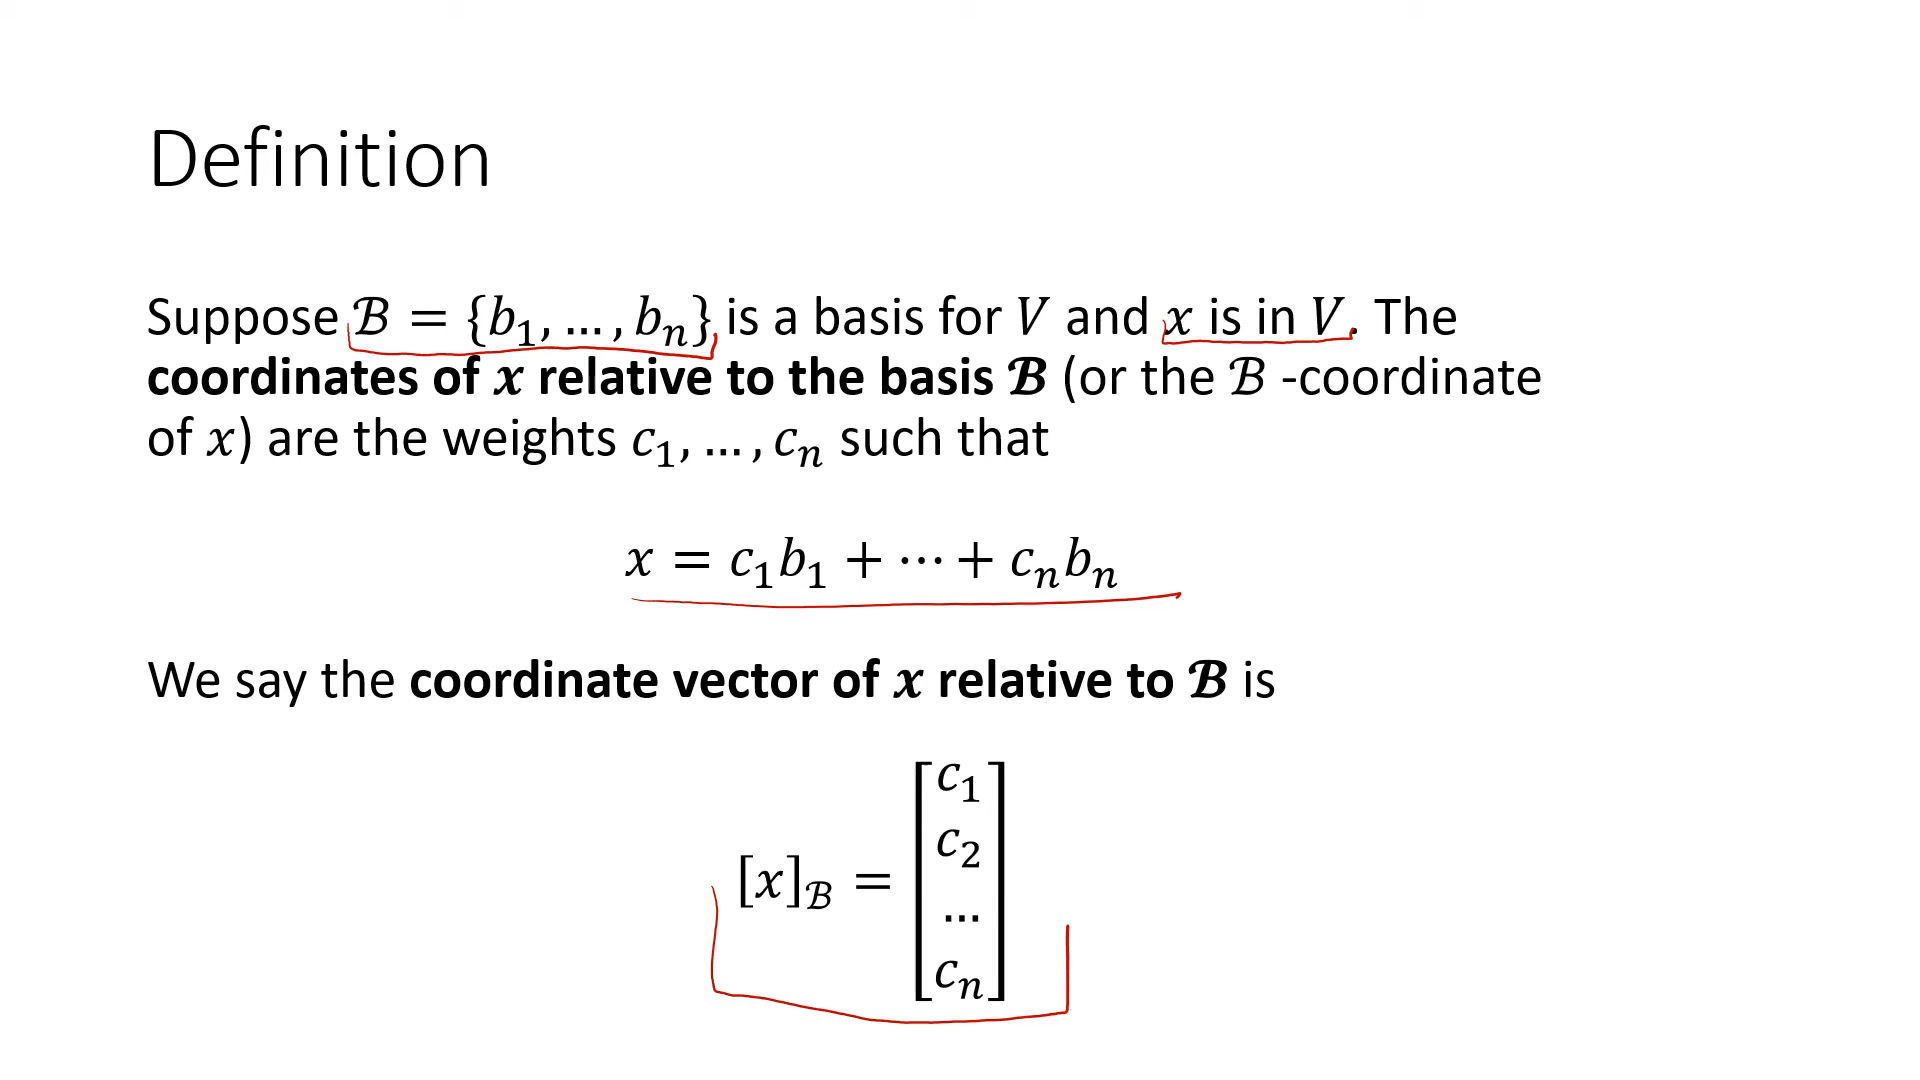 Definition
Suppose ℬ = {b₁, … , bₙ} is a basis for V and x is in V. The
coordinates of x relative to the basis ℬ (or the ℬ -coordinate
of x) are the weights c₁, … , cₙ such that
x = c₁b₁ + ⋯ + cₙbₙ
We say the coordinate vector of x relative to ℬ is
c₁
c₂
[x]_ℬ =
…
cₙ